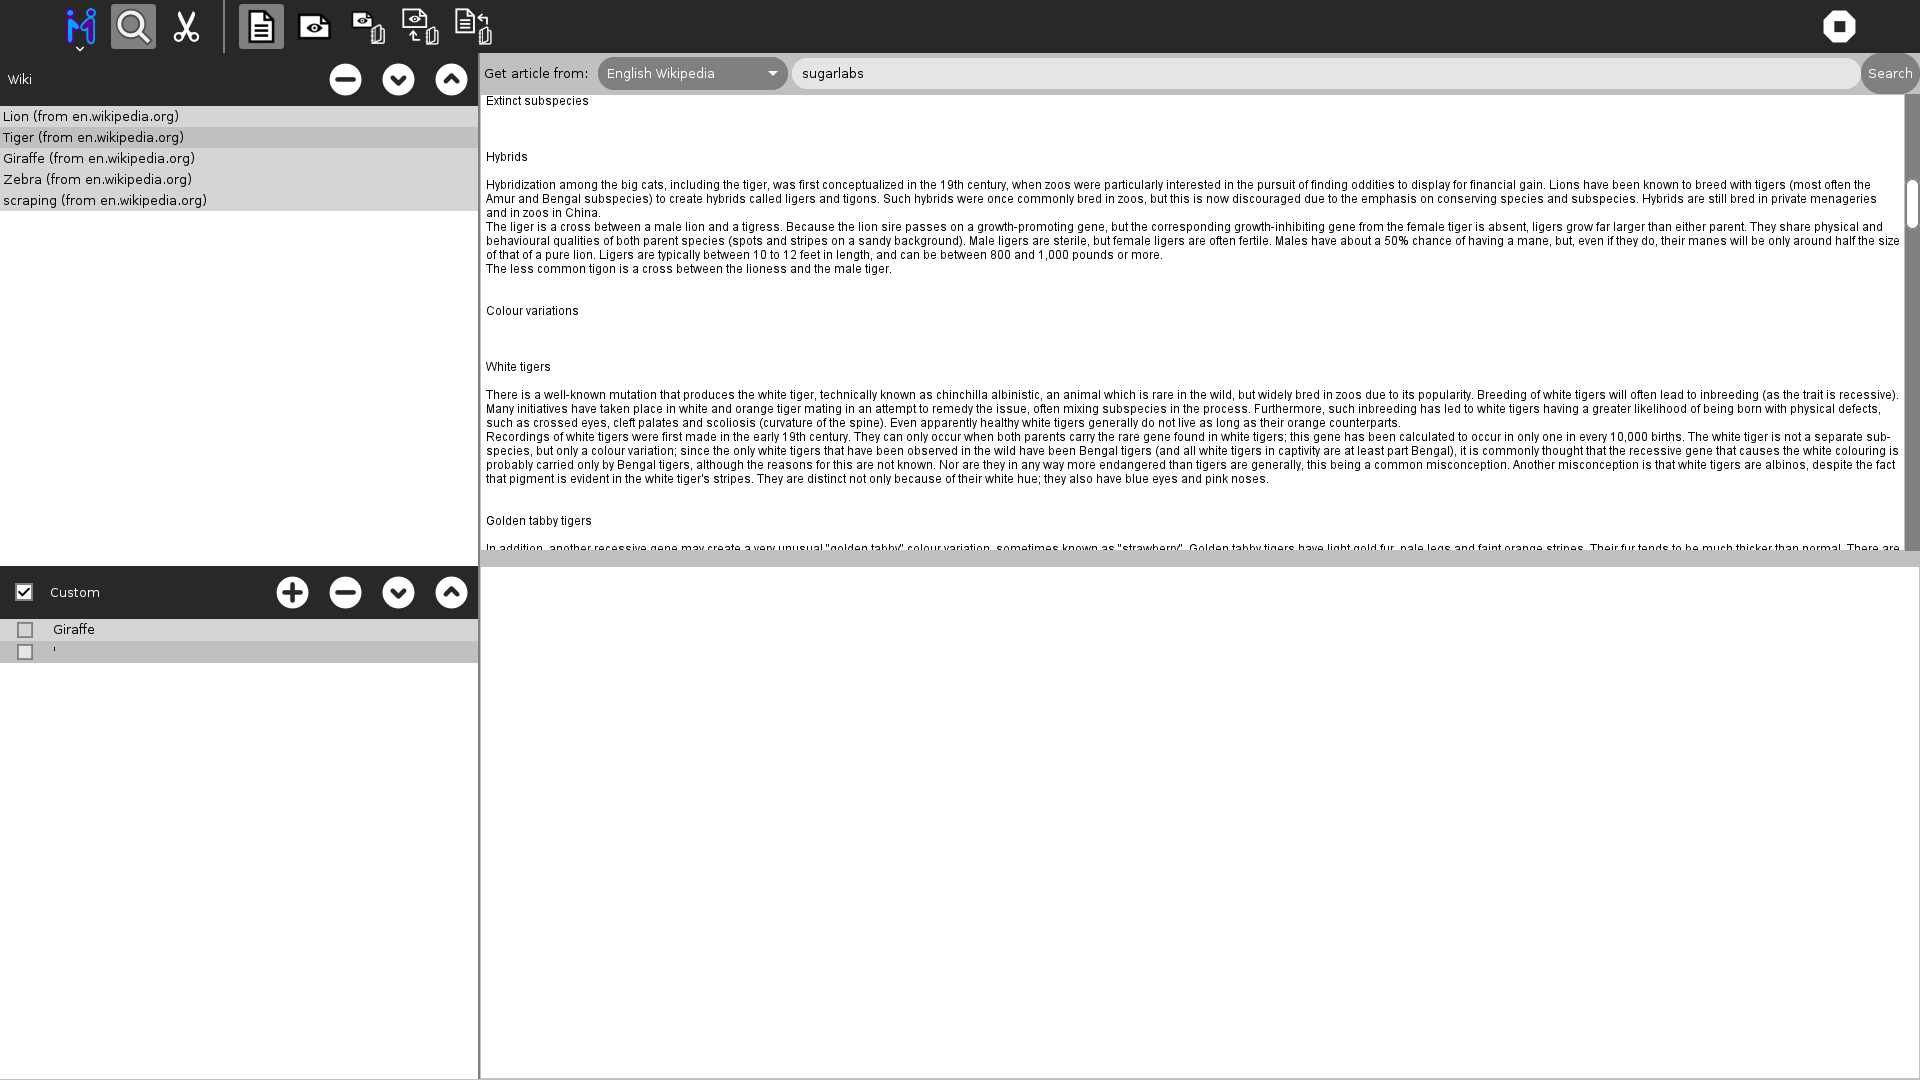 Wiki
Lion (from en.wikipedia.org)
Tiger (from en.wikipedia.org)
Giraffe (from en.wikipedia.org)
Zebra (from en.wikipedia.org)
scraping (from en.wikipedia.org)
Custom
Giraffe
'
Get article from: English Wikipedia sugarlabs Search
Extinct subspecies
Hybrids
Hybridization among the big cats, including the tiger, was first conceptualized in the 19th century, when zoos were particularly interested in the pursuit of finding oddities to display for financial gain. Lions have been known to breed with tigers (most often the
Amur and Bengal subspecies) to create hybrids called ligers and tigons. Such hybrids were once commonly bred in zoos, but this is now discouraged due to the emphasis on conserving species and subspecies. Hybrids are still bred in private menageries
and in zoos in China.
The liger is a cross between a male lion and a tigress. Because the lion sire passes on a growth-promoting gene, but the corresponding growth-inhibiting gene from the female tiger is absent, ligers grow far larger than either parent. They share physical and
behavioural qualities of both parent species (spots and stripes on a sandy background). Male ligers are sterile, but female ligers are often fertile. Males have about a 50% chance of having a mane, but, even if they do, their manes will be only around half the size
of that of a pure lion. Ligers are typically between 10 to 12 feet in length, and can be between 800 and 1,000 pounds or more.
The less common tigon is a cross between the lioness and the male tiger.
Colour variations
White tigers
There is a well-known mutation that produces the white tiger, technically known as chinchilla albinistic, an animal which is rare in the wild, but widely bred in zoos due to its popularity. Breeding of white tigers will often lead to inbreeding (as the trait is recessive).
Many initiatives have taken place in white and orange tiger mating in an attempt to remedy the issue, often mixing subspecies in the process. Furthermore, such inbreeding has led to white tigers having a greater likelihood of being born with physical defects,
such as crossed eyes, cleft palates and scoliosis (curvature of the spine). Even apparently healthy white tigers generally do not live as long as their orange counterparts.
Recordings of white tigers were first made in the early 19th century. They can only occur when both parents carry the rare gene found in white tigers; this gene has been calculated to occur in only one in every 10,000 births. The white tiger is not a separate sub-
species, but only a colour variation; since the only white tigers that have been observed in the wild have been Bengal tigers (and all white tigers in captivity are at least part Bengal), it is commonly thought that the recessive gene that causes the white colouring is
probably carried only by Bengal tigers, although the reasons for this are not known. Nor are they in any way more endangered than tigers are generally, this being a common misconception. Another misconception is that white tigers are albinos, despite the fact
that pigment is evident in the white tiger's stripes. They are distinct not only because of their white hue; they also have blue eyes and pink noses.
Golden tabby tigers
In addition, another recessive gene may create a very unusual "golden tabby" colour variation, sometimes known as "strawberry". Golden tabby tigers have light gold fur, pale legs and faint orange stripes. Their fur tends to be much thicker than normal. There are